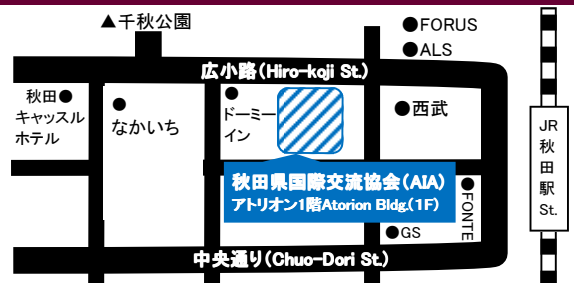 ▲千秋公園
●FORUS
●ALS
広小路(Hiro-koji St.)
秋田●
キャッスル
ホテル
●
なかいち
●
ドーミー
イン
●西武
JR
秋
田
駅
St.
秋田県国際交流協会(AIA)
アトリオン1階Atorion Bldg.(1F)
●FONTE
●GS
中央通り(Chuo-Dori St.)